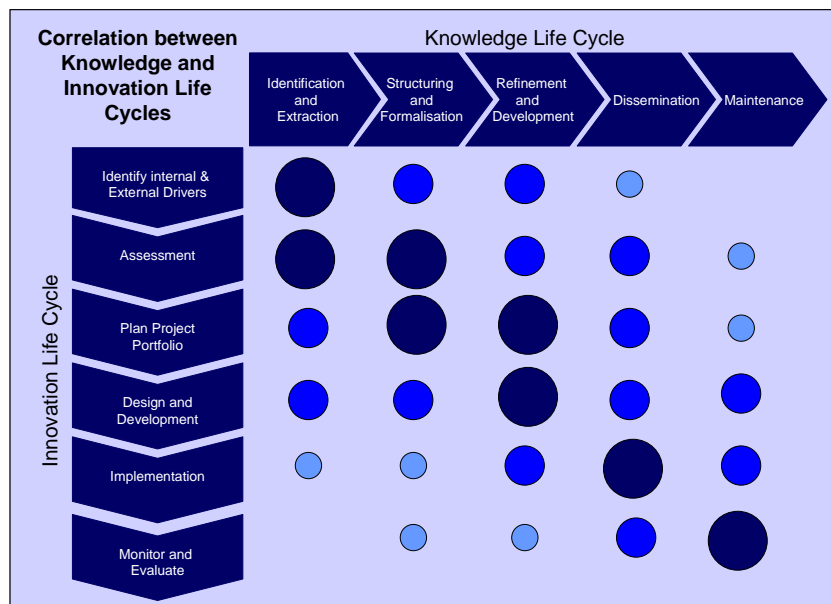 Correlation between
Knowledge and
Innovation Life
Cycles
Knowledge Life Cycle
Identification
and
Extraction
Structuring
and
Formalisation
Refinement
and
Development
Dissemination
Maintenance
Innovation Life Cycle
Identify internal &
External Drivers
Assessment
Plan Project
Portfolio
Design and
Development
Implementation
Monitor and
Evaluate